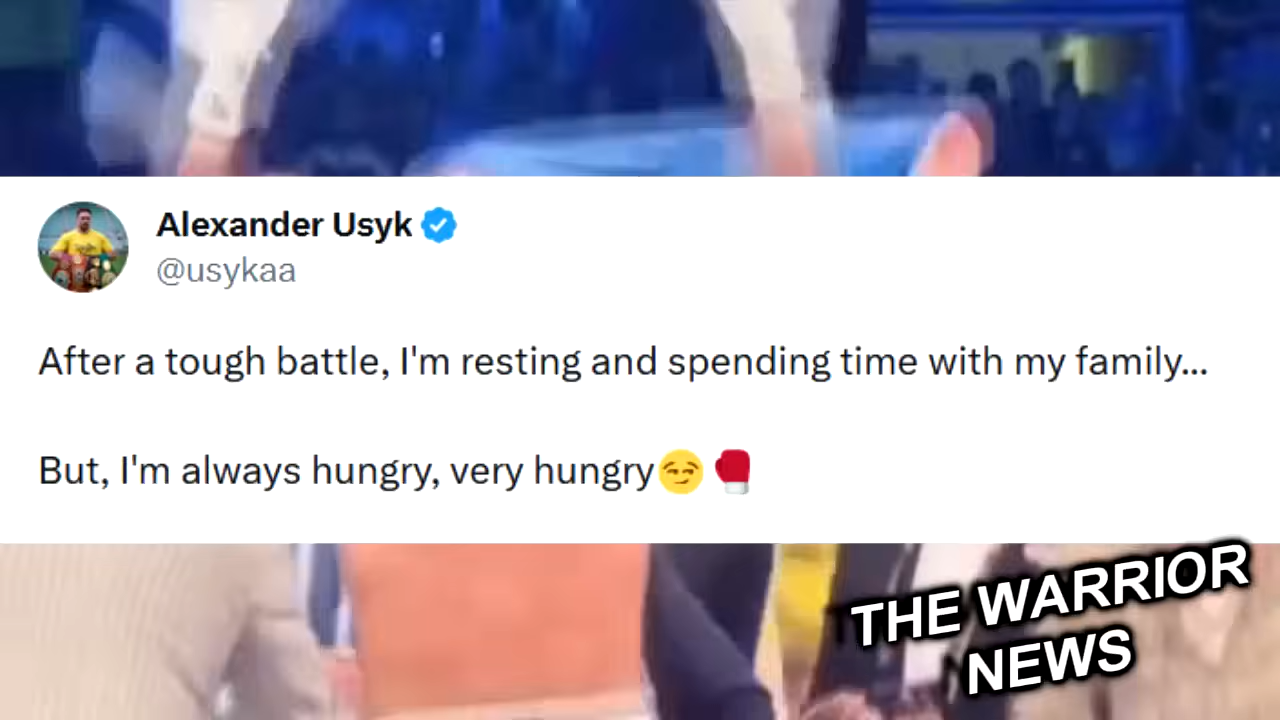 Alexander Usyk
@usykaa
After a tough battle, I'm resting and spending time with my family...
But, I'm always hungry, very hungry😏🥊
THE WARRIOR
NEWS